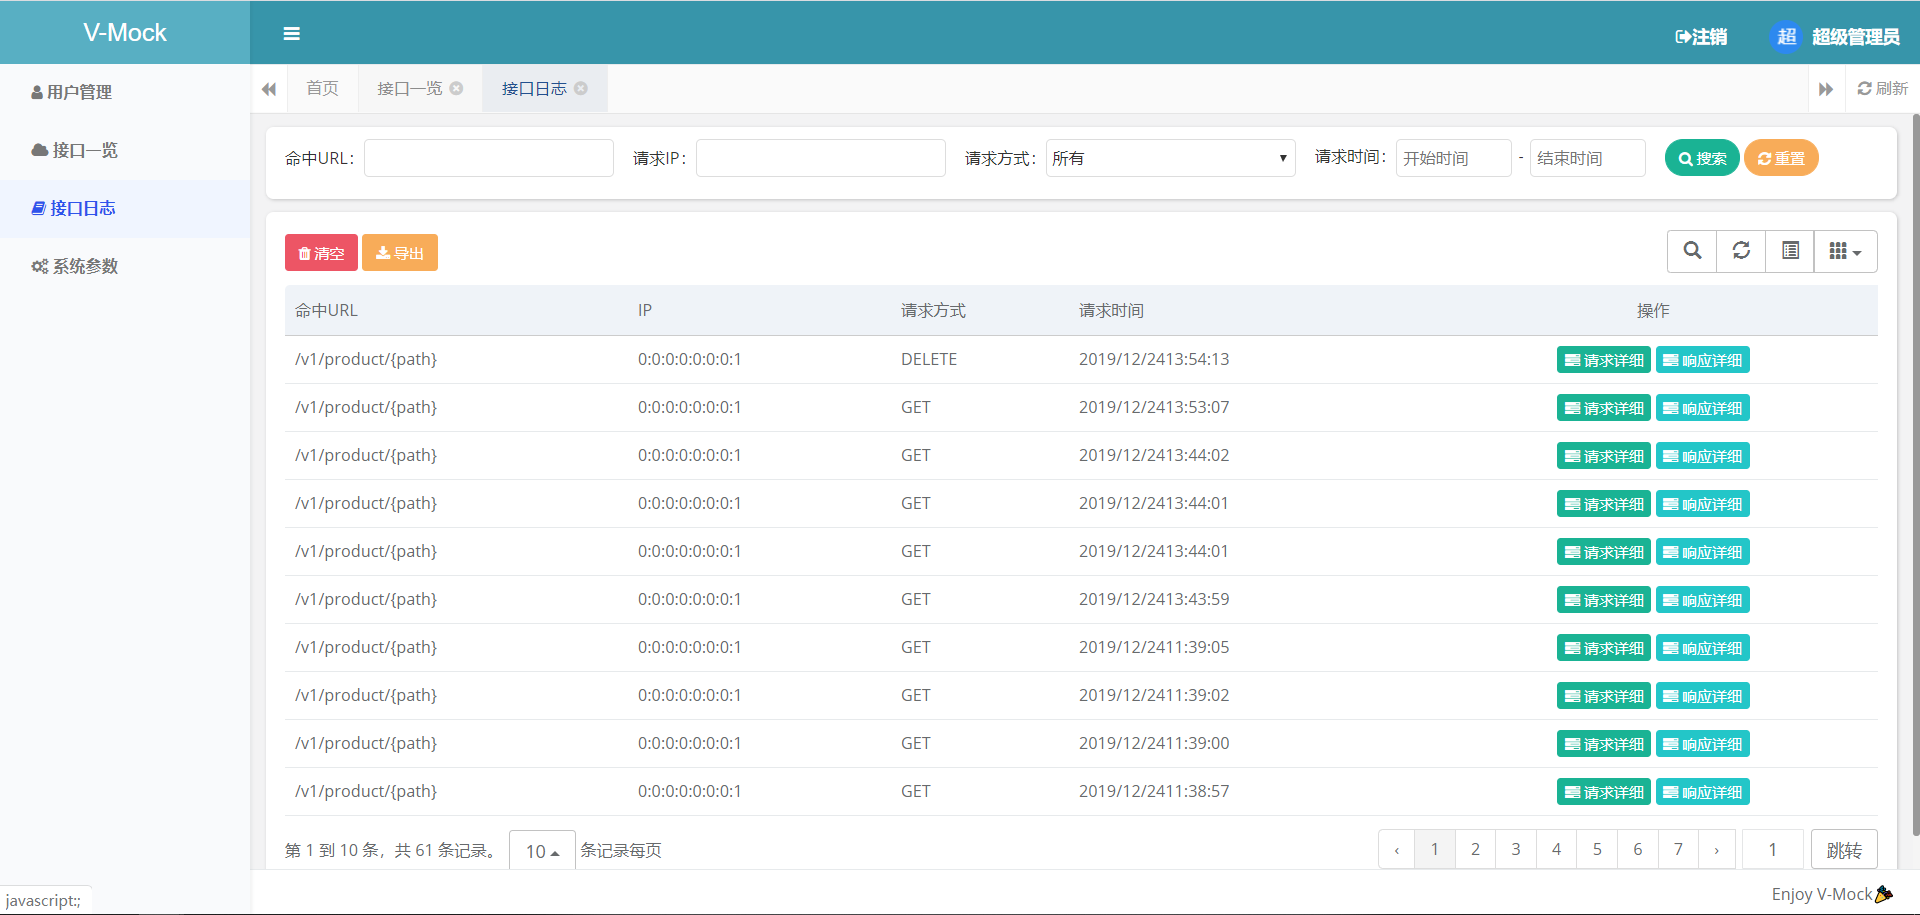 V-Mock
注销
超 超级管理员
用户管理
接口一览
接口日志
系统参数
首页
接口一览
接口日志
刷新
命中URL：
请求IP：
请求方式： 所有
请求时间： 开始时间 - 结束时间
搜索
重置
清空
导出
命中URL IP 请求方式 请求时间 操作
/v1/product/{path} 0:0:0:0:0:0:0:1 DELETE 2019/12/2413:54:13 请求详细 响应详细
/v1/product/{path} 0:0:0:0:0:0:0:1 GET 2019/12/2413:53:07 请求详细 响应详细
/v1/product/{path} 0:0:0:0:0:0:0:1 GET 2019/12/2413:44:02 请求详细 响应详细
/v1/product/{path} 0:0:0:0:0:0:0:1 GET 2019/12/2413:44:01 请求详细 响应详细
/v1/product/{path} 0:0:0:0:0:0:0:1 GET 2019/12/2413:44:01 请求详细 响应详细
/v1/product/{path} 0:0:0:0:0:0:0:1 GET 2019/12/2413:43:59 请求详细 响应详细
/v1/product/{path} 0:0:0:0:0:0:0:1 GET 2019/12/2411:39:05 请求详细 响应详细
/v1/product/{path} 0:0:0:0:0:0:0:1 GET 2019/12/2411:39:02 请求详细 响应详细
/v1/product/{path} 0:0:0:0:0:0:0:1 GET 2019/12/2411:39:00 请求详细 响应详细
/v1/product/{path} 0:0:0:0:0:0:0:1 GET 2019/12/2411:38:57 请求详细 响应详细
第 1 到 10 条，共 61 条记录。 10 条记录每页
‹ 1 2 3 4 5 6 7 › 1 跳转
Enjoy V-Mock
javascript:;